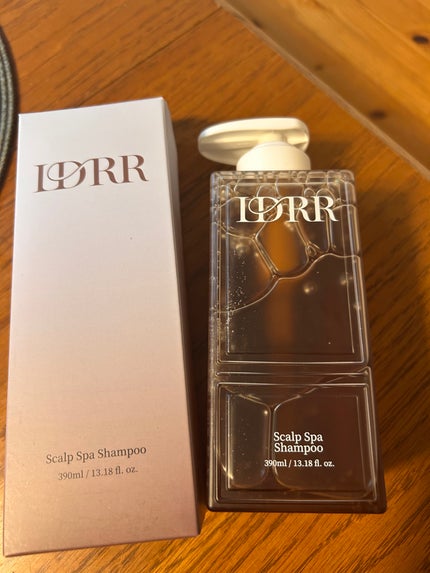 LDRR
Scalp Spa Shampoo
390ml / 13.18 fl. oz.
LDRR
Scalp Spa
Shampoo
390ml / 13.18 fl. oz.